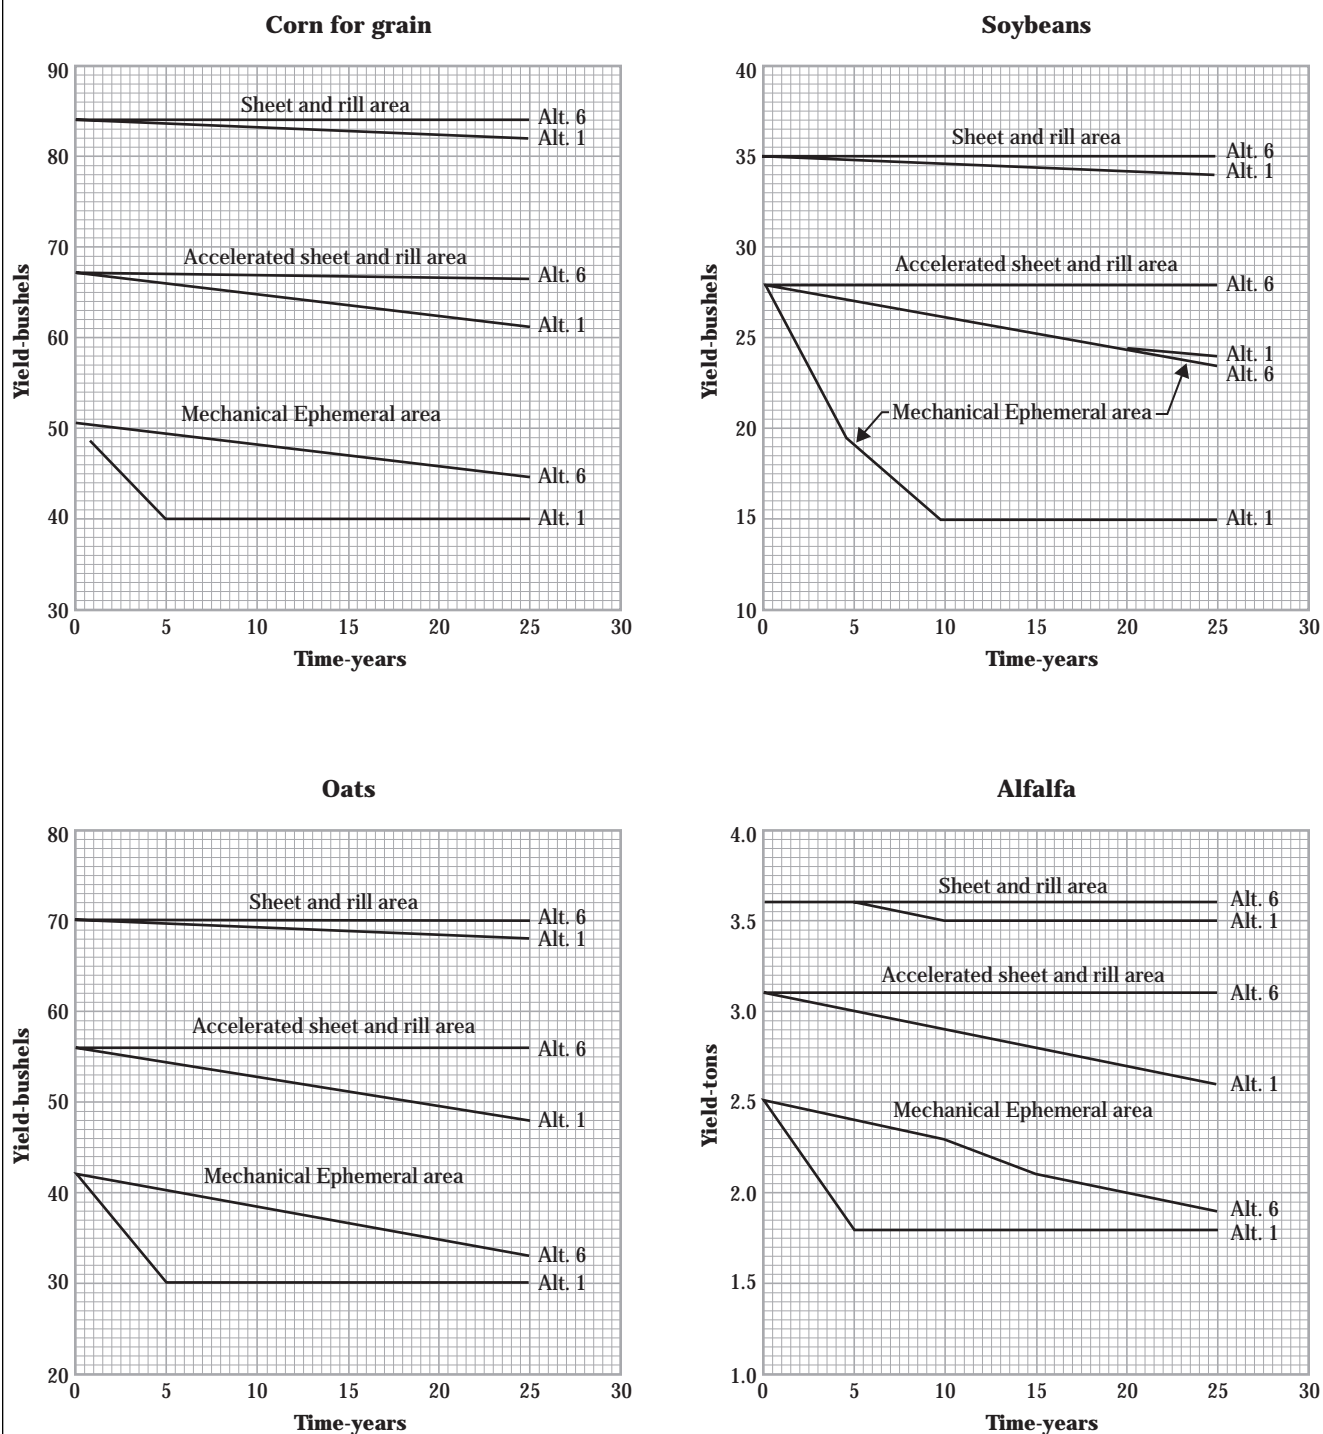 Corn for grain
90
80
70
60
50
40
30
Yield-bushels
Sheet and rill area
Alt. 6
Alt. 1
Accelerated sheet and rill area
Alt. 6
Alt. 1
Mechanical Ephemeral area
Alt. 6
Alt. 1
0 5 10 15 20 25 30
Time-years
Soybeans
40
35
30
25
20
15
10
Yield-bushels
Sheet and rill area
Alt. 6
Alt. 1
Accelerated sheet and rill area
Alt. 6
Alt. 1
Alt. 6
Mechanical Ephemeral area
Alt. 1
0 5 10 15 20 25 30
Time-years
Oats
80
70
60
50
40
30
20
Yield-bushels
Sheet and rill area
Alt. 6
Alt. 1
Accelerated sheet and rill area
Alt. 6
Alt. 1
Mechanical Ephemeral area
Alt. 6
Alt. 1
0 5 10 15 20 25 30
Time-years
Alfalfa
4.0
3.5
3.0
2.5
2.0
1.5
1.0
Yield-tons
Sheet and rill area
Alt. 6
Alt. 1
Accelerated sheet and rill area
Alt. 6
Alt. 1
Mechanical Ephemeral area
Alt. 6
Alt. 1
0 5 10 15 20 25 30
Time-years